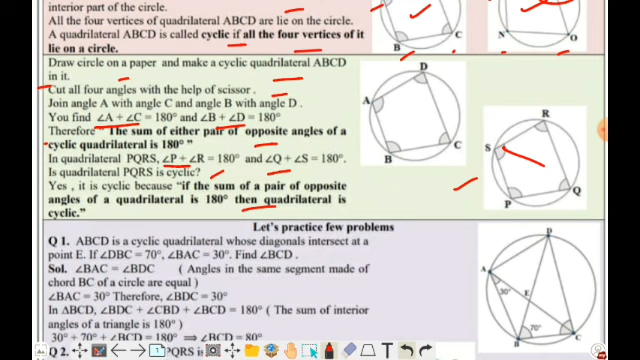 interior part of the circle.
All the four vertices of quadrilateral ABCD are lie on the circle.
A quadrilateral ABCD is called cyclic if all the four vertices of it
lie on a circle.
B
C
N
O
Draw circle on a paper and make a cyclic quadrilateral ABCD
in it.
Cut all four angles with the help of scissor.
Join angle A with angle C and angle B with angle D.
You find ∠A + ∠C = 180° and ∠B + ∠D = 180°
Therefore "The sum of either pair of opposite angles of a
cyclic quadrilateral is 180°"
In quadrilateral PQRS, ∠P + ∠R = 180° and ∠Q + ∠S = 180°.
Is quadrilateral PQRS is cyclic?
Yes, it is cyclic because "if the sum of a pair of opposite
angles of a quadrilateral is 180° then quadrilateral is
cyclic."
D
A
B
C
R
S
P
Q
Let's practice few problems
Q 1. ABCD is a cyclic quadrilateral whose diagonals intersect at a
point E. If ∠DBC = 70°, ∠BAC = 30°. Find ∠BCD.
Sol. ∠BAC = ∠BDC ( Angles in the same segment made of
chord BC of a circle are equal )
∠BAC = 30° Therefore, ∠BDC = 30°
In ΔBCD, ∠BDC + ∠CBD + ∠BCD = 180° ( The sum of interior
angles of a triangle is 180° )
30° + 70° + ∠BCD = 180° ⟹ ∠BCD = 80°
Q 2.
PQRS is
D
A
30°
E
70°
B
C